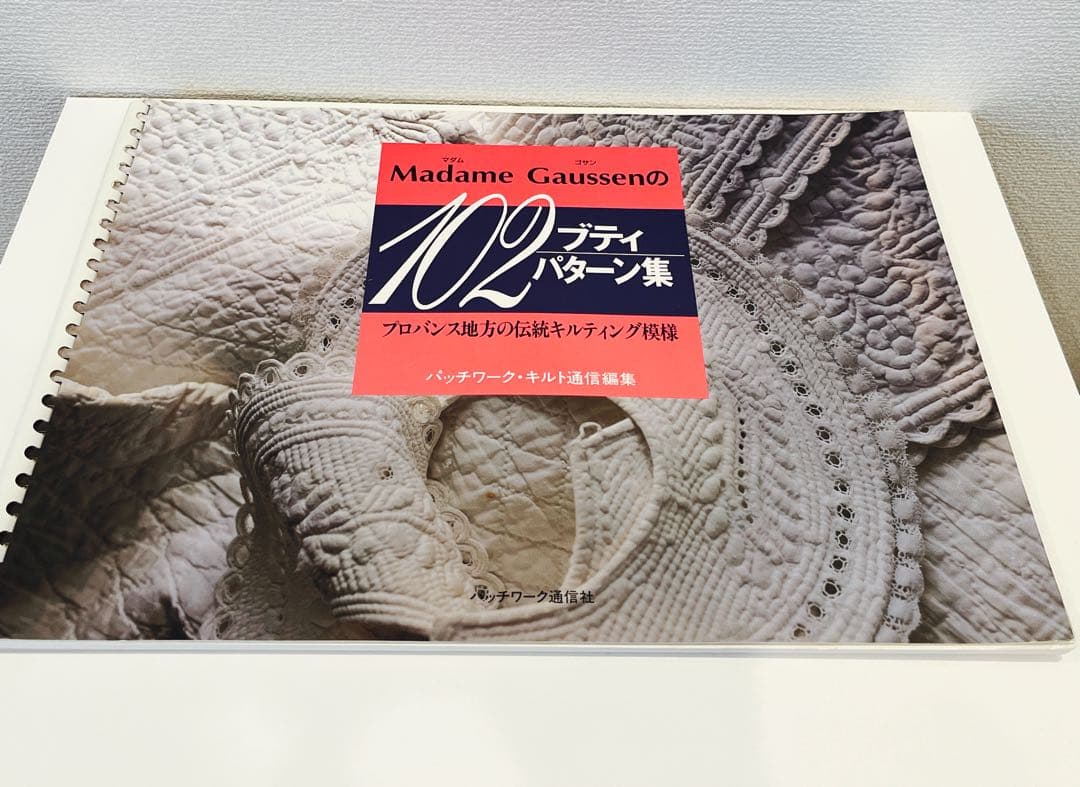 マダム ゴサン
Madame Gaussenの
102 ブティ
パターン集
プロバンス地方の伝統キルティング模様
パッチワーク・キルト通信編集
パッチワーク通信社